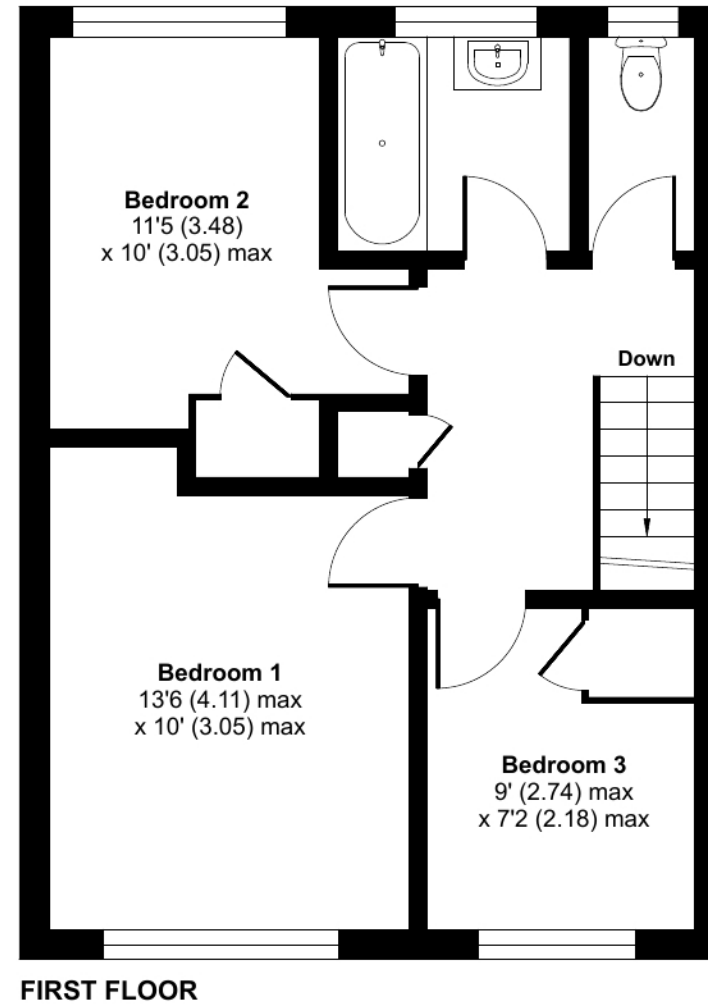 Bedroom 2
11'5 (3.48)
x 10' (3.05) max
Down
Bedroom 1
13'6 (4.11) max
x 10' (3.05) max
Bedroom 3
9' (2.74) max
x 7'2 (2.18) max
FIRST FLOOR